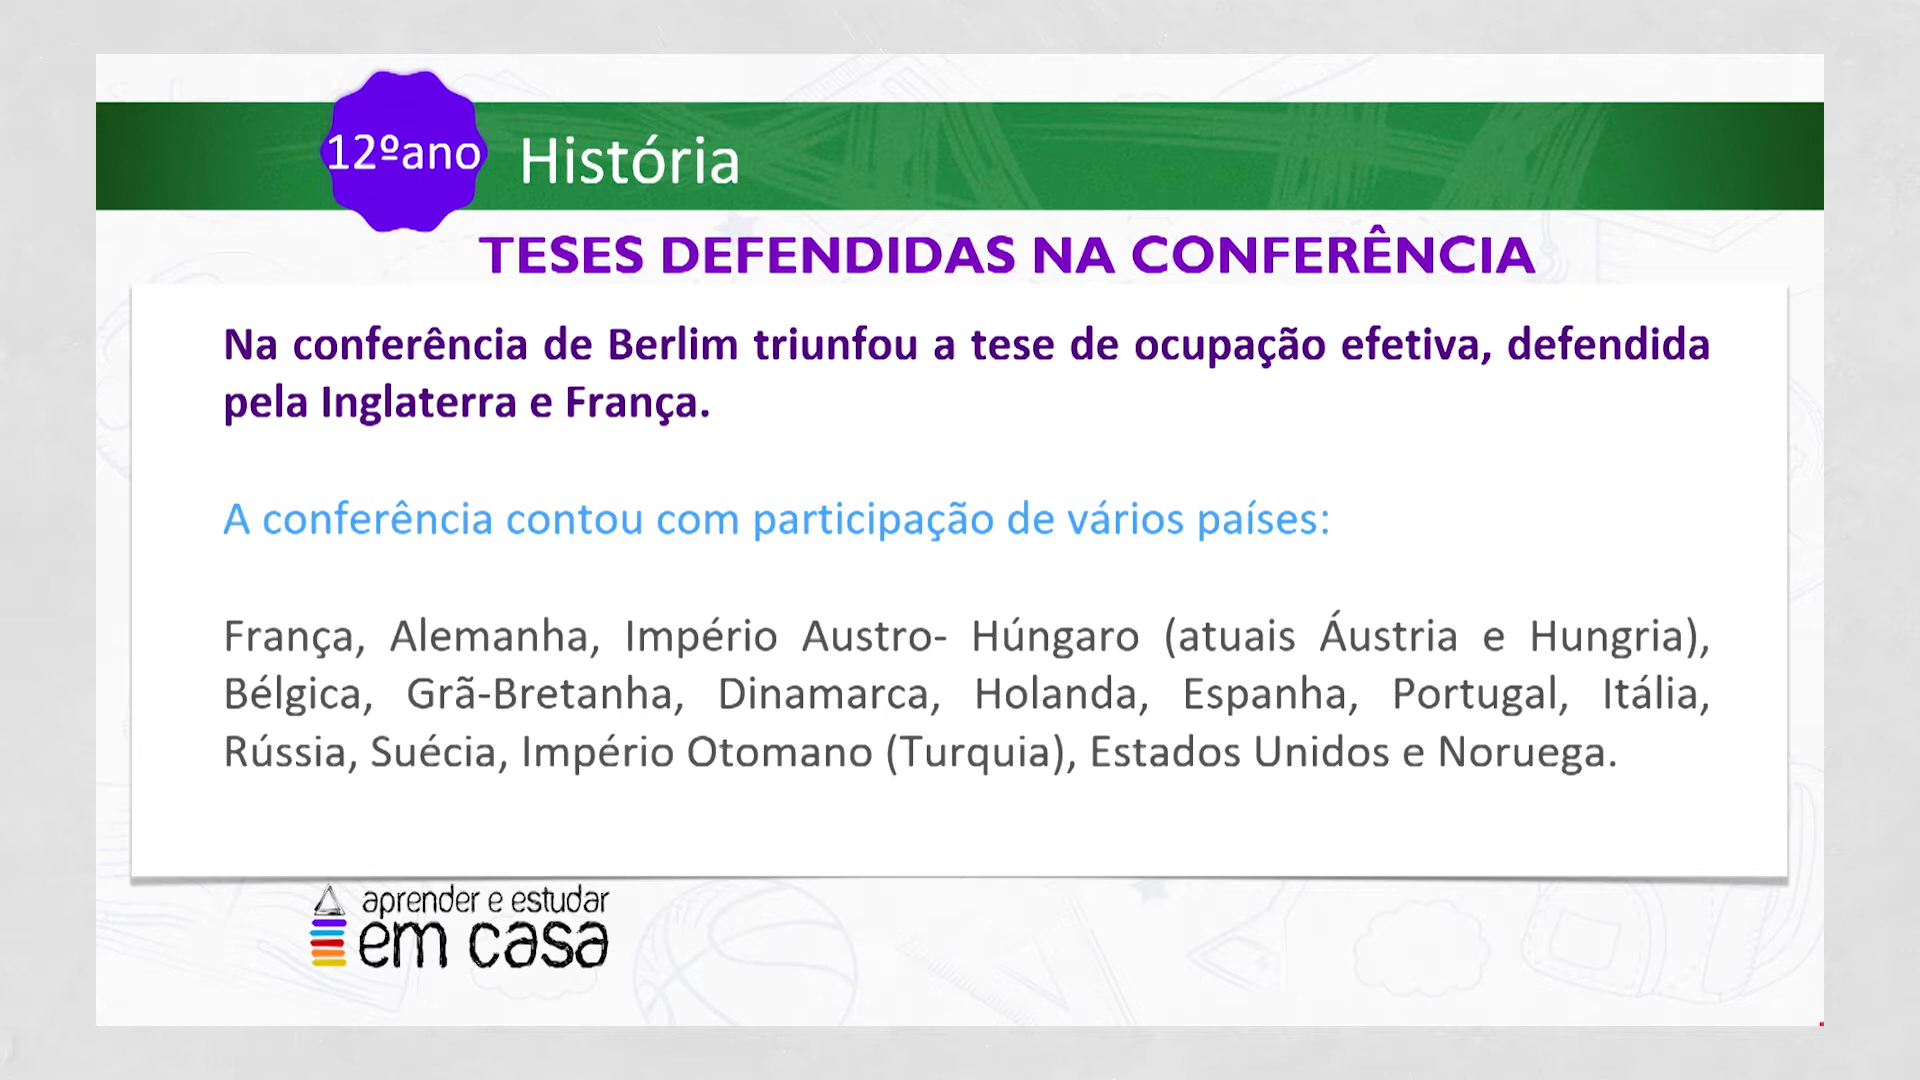 12ºano
História
TESES DEFENDIDAS NA CONFERÊNCIA
Na conferência de Berlim triunfou a tese de ocupação efetiva, defendida
pela Inglaterra e França.
A conferência contou com participação de vários países:
França, Alemanha, Império Austro- Húngaro (atuais Áustria e Hungria),
Bélgica, Grã-Bretanha, Dinamarca, Holanda, Espanha, Portugal, Itália,
Rússia, Suécia, Império Otomano (Turquia), Estados Unidos e Noruega.
aprender e estudar
em casa